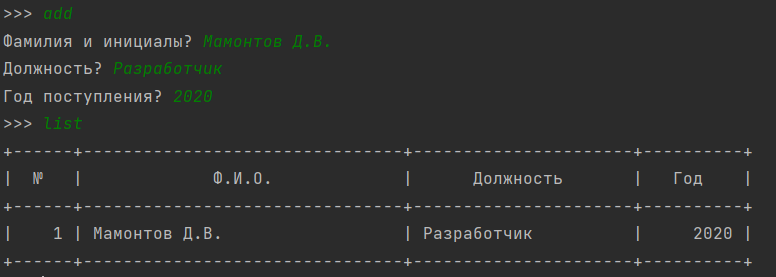 >>> add
Фамилия и инициалы? Мамонтов Д.В.
Должность? Разработчик
Год поступления? 2020
>>> list
+------+--------------------------------+----------------------+----------+
|  №   |             Ф.И.О.             |      Должность       |   Год    |
+------+--------------------------------+----------------------+----------+
|    1 | Мамонтов Д.В.                  | Разработчик          |     2020 |
+------+--------------------------------+----------------------+----------+